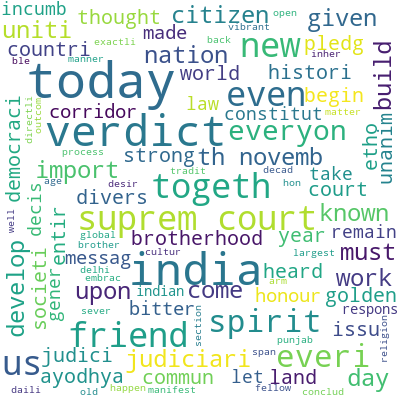 incumb
thought
citizen
open
vibrant
given
uniti
exactli
made
back
new
pledg
countri
ble
manner
nation
inher
today
world
histori
law
even
begin
build
corridor
constitut
matter
verdict
everyon
etho
unanim
directli
outcom
democraci
process
strong
th novemb
tradit
desir
decad
hon
take
court
import
togeth
age
divers
decis
entir
suprem court
known
well
societi
gener
global
brother
cultur
brotherhood
year
remain
largest
messag
india
heard
must
develop
delhi
embrac
upon
indian
come
arm
work
sever
bitter
honour
golden
respons
friend
spirit
issu
section
punjab
religion
us
judici
judiciari
everi
ayodhya
commun
let
land
span
day
daili
old
happen
manifest
fellow
conclud